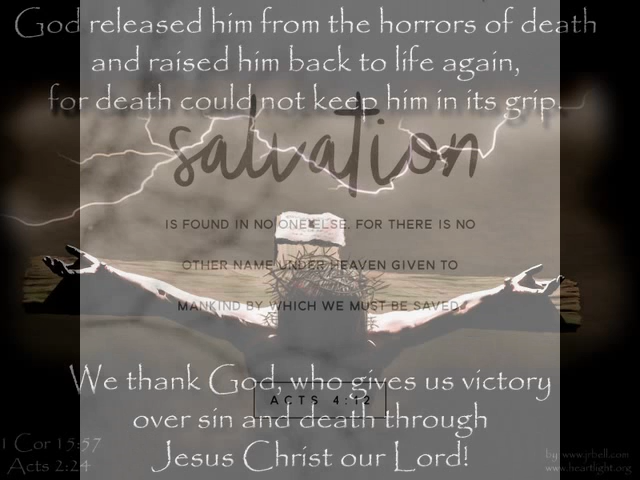 God released him from the horrors of death
and raised him back to life again,
for death could not keep him in its grip.
salvation
IS FOUND IN NO ONE ELSE. FOR THERE IS NO
OTHER NAME UNDER HEAVEN GIVEN TO
MANKIND BY WHICH WE MUST BE SAVED.
We thank God, who gives us victory
ACTS 4:12
over sin and death through
Jesus Christ our Lord!
1 Cor 15:57
Acts 2:24
by www.jrbell.com
www.heartlight.org